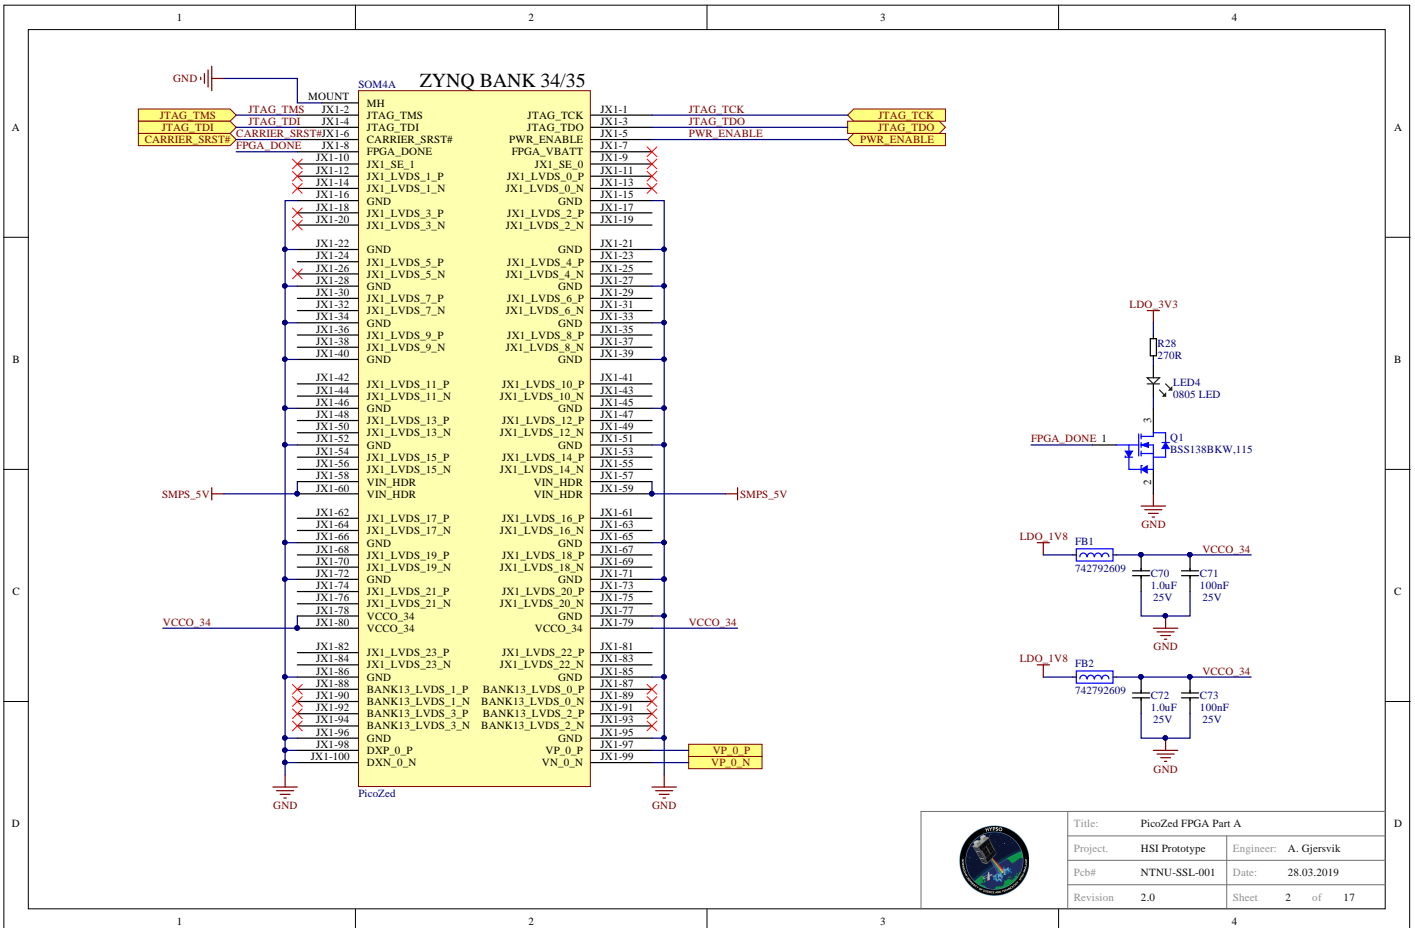 1 2 3 4
A
B
C
D
A
B
C
D
1 2 3 4
GND
SOM4A ZYNQ BANK 34/35
MOUNT MH
JTAG_TMS JTAG_TMS JX1-2 JTAG_TMS JTAG_TCK JX1-1 JTAG_TCK JTAG_TCK
JTAG_TDI JTAG_TDI JX1-4 JTAG_TDI JTAG_TDO JX1-3 JTAG_TDO JTAG_TDO
CARRIER_SRST# CARRIER_SRST# JX1-6 CARRIER_SRST# PWR_ENABLE JX1-5 PWR_ENABLE PWR_ENABLE
FPGA_DONE JX1-8 FPGA_DONE FPGA_VBATT JX1-7
JX1-10 JX1_SE_1 JX1_SE_0 JX1-9
JX1-12 JX1_LVDS_1_P JX1_LVDS_0_P JX1-11
JX1-14 JX1_LVDS_1_N JX1_LVDS_0_N JX1-13
JX1-16 GND GND JX1-15
JX1-18 JX1_LVDS_3_P JX1_LVDS_2_P JX1-17
JX1-20 JX1_LVDS_3_N JX1_LVDS_2_N JX1-19
JX1-22 GND GND JX1-21
JX1-24 JX1_LVDS_5_P JX1_LVDS_4_P JX1-23
JX1-26 JX1_LVDS_5_N JX1_LVDS_4_N JX1-25
JX1-28 GND GND JX1-27
JX1-30 JX1_LVDS_7_P JX1_LVDS_6_P JX1-29
JX1-32 JX1_LVDS_7_N JX1_LVDS_6_N JX1-31
JX1-34 GND GND JX1-33
JX1-36 JX1_LVDS_9_P JX1_LVDS_8_P JX1-35
JX1-38 JX1_LVDS_9_N JX1_LVDS_8_N JX1-37
JX1-40 GND GND JX1-39
JX1-42 JX1_LVDS_11_P JX1_LVDS_10_P JX1-41
JX1-44 JX1_LVDS_11_N JX1_LVDS_10_N JX1-43
JX1-46 GND GND JX1-45
JX1-48 JX1_LVDS_13_P JX1_LVDS_12_P JX1-47
JX1-50 JX1_LVDS_13_N JX1_LVDS_12_N JX1-49
JX1-52 GND GND JX1-51
JX1-54 JX1_LVDS_15_P JX1_LVDS_14_P JX1-53
JX1-56 JX1_LVDS_15_N JX1_LVDS_14_N JX1-55
JX1-58 VIN_HDR VIN_HDR JX1-57
SMPS_5V JX1-60 VIN_HDR VIN_HDR JX1-59 SMPS_5V
JX1-62 JX1_LVDS_17_P JX1_LVDS_16_P JX1-61
JX1-64 JX1_LVDS_17_N JX1_LVDS_16_N JX1-63
JX1-66 GND GND JX1-65
JX1-68 JX1_LVDS_19_P JX1_LVDS_18_P JX1-67
JX1-70 JX1_LVDS_19_N JX1_LVDS_18_N JX1-69
JX1-72 GND GND JX1-71
JX1-74 JX1_LVDS_21_P JX1_LVDS_20_P JX1-73
JX1-76 JX1_LVDS_21_N JX1_LVDS_20_N JX1-75
JX1-78 VCCO_34 GND JX1-77
VCCO_34 JX1-80 VCCO_34 VCCO_34 JX1-79 VCCO_34
JX1-82 JX1_LVDS_23_P JX1_LVDS_22_P JX1-81
JX1-84 JX1_LVDS_23_N JX1_LVDS_22_N JX1-83
JX1-86 GND GND JX1-85
JX1-88 BANK13_LVDS_1_P BANK13_LVDS_0_P JX1-87
JX1-90 BANK13_LVDS_1_N BANK13_LVDS_0_N JX1-89
JX1-92 BANK13_LVDS_3_P BANK13_LVDS_2_P JX1-91
JX1-94 BANK13_LVDS_3_N BANK13_LVDS_2_N JX1-93
JX1-96 GND GND JX1-95
JX1-98 DXP_0_P VP_0_P JX1-97 VP_0_P
JX1-100 DXN_0_N VN_0_N JX1-99 VP_0_N
GND PicoZed GND
LDO_3V3
R28
270R
LED4
0805 LED
3
FPGA_DONE 1 Q1
BSS138BKW,115
2
GND
LDO_1V8 FB1 VCCO_34
742792609
C70 C71
1.0uF 100nF
25V 25V
GND
LDO_1V8 FB2 VCCO_34
742792609
C72 C73
1.0uF 100nF
25V 25V
GND
HYPSO
Title: PicoZed FPGA Part A
Project. HSI Prototype Engineer: A. Gjersvik
Pcb# NTNU-SSL-001 Date: 28.03.2019
Revision 2.0 Sheet 2 of 17